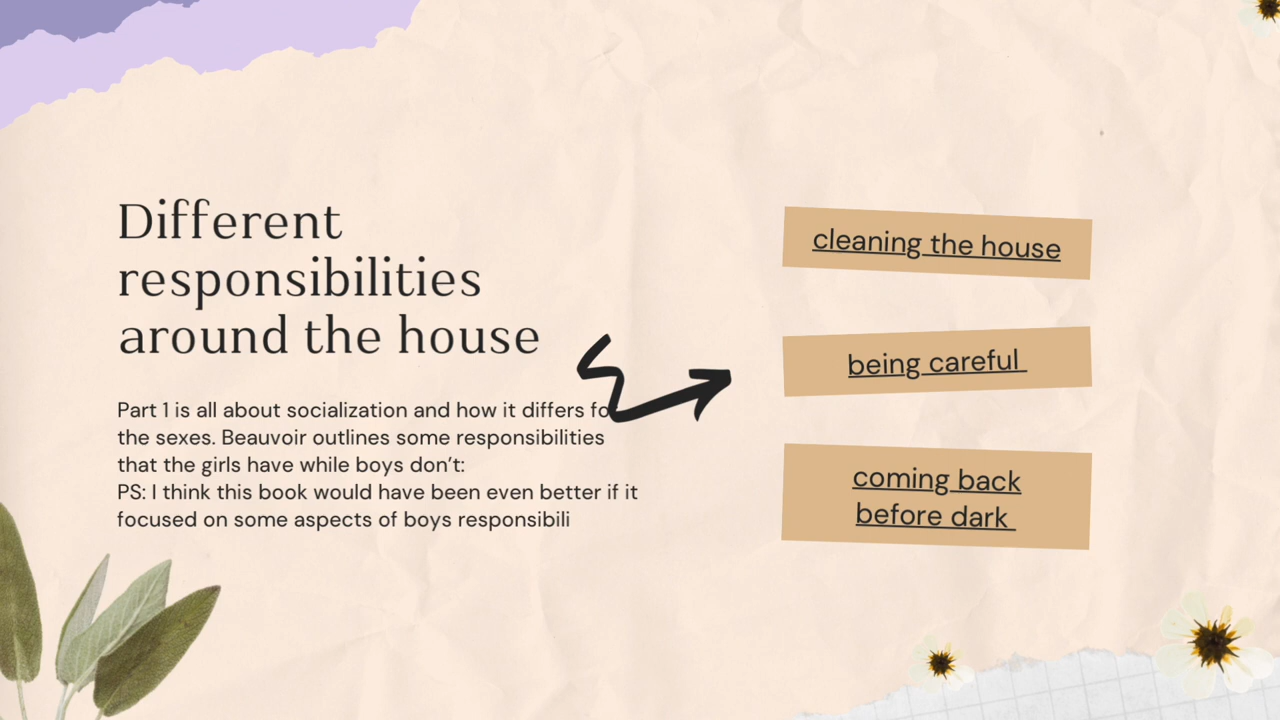 Different
responsibilities
around the house
Part 1 is all about socialization and how it differs fo
the sexes. Beauvoir outlines some responsibilities
that the girls have while boys don’t:
PS: I think this book would have been even better if it
focused on some aspects of boys responsibili
cleaning the house
being careful
coming back
before dark